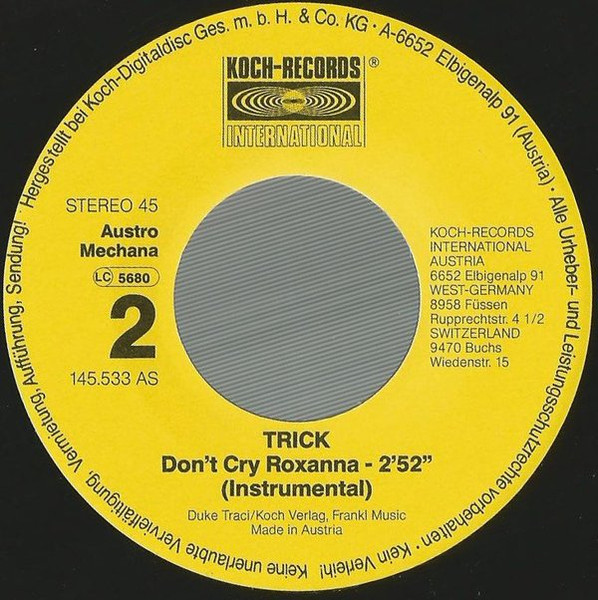 Hergestellt bei Koch-Digitaldisc Ges. m. b. H. & Co. KG · A-6652 Elbigenalp 91 (Austria) · Alle Urheber- und Leistungsschutzrechte vorbehalten · Kein Verleih! Keine unerlaubte Vervielfältigung, Vermietung, Aufführung, Sendung!
KOCH-RECORDS ®
INTERNATIONAL
STEREO 45
Austro
Mechana
LC 5680
2
145.533 AS
KOCH-RECORDS
INTERNATIONAL
AUSTRIA
6652 Elbigenalp 91
WEST-GERMANY
8958 Füssen
Rupprechtstr. 4 1/2
SWITZERLAND
9470 Buchs
Wiedenstr. 15
TRICK
Don't Cry Roxanna - 2'52"
(Instrumental)
Duke Traci/Koch Verlag, Frankl Music
Made in Austria